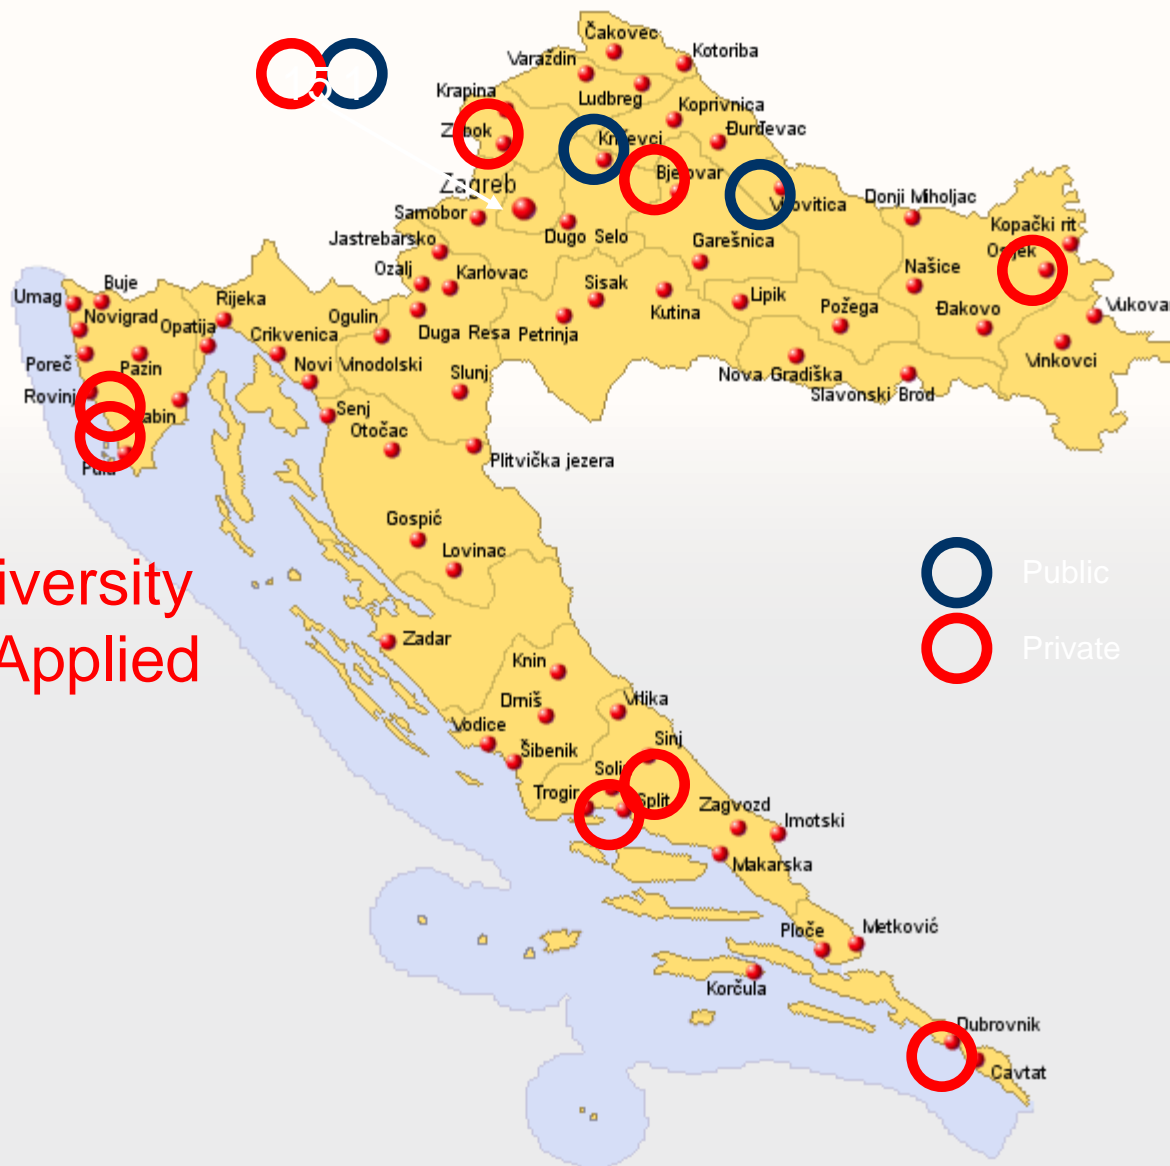 Čakovec
Kotoriba
Varaždin
Krapina
Ludbreg
Koprivnica
Đurđevac
Zagreb
Samobor
Dugo Selo
Donji Miholjac
Kopački rit
Jastrebarsko
Garešnica
Ozalj
Karlovac
Sisak
Našice
Buje
Umag
Rijeka
Novigrad
Opatija
Crikvenica
Ogulin
Duga Resa
Petrinja
Kutina
Lipik
Požega
Đakovo
Vukovar
Poreč
Pazin
Novi Vinodolski
Slunj
Nova Gradiška
Vinkovci
Rovinj
Slavonski Brod
Senj
Otočac
Plitvička jezera
Pula
Gospić
Lovinac
iversity
Applied
Public
Private
Zadar
Knin
Drniš
Vrlika
Vodice
Šibenik
Sinj
Trogir
Split
Zagvozd
Imotski
Makarska
Ploče
Metković
Korčula
Dubrovnik
Cavtat